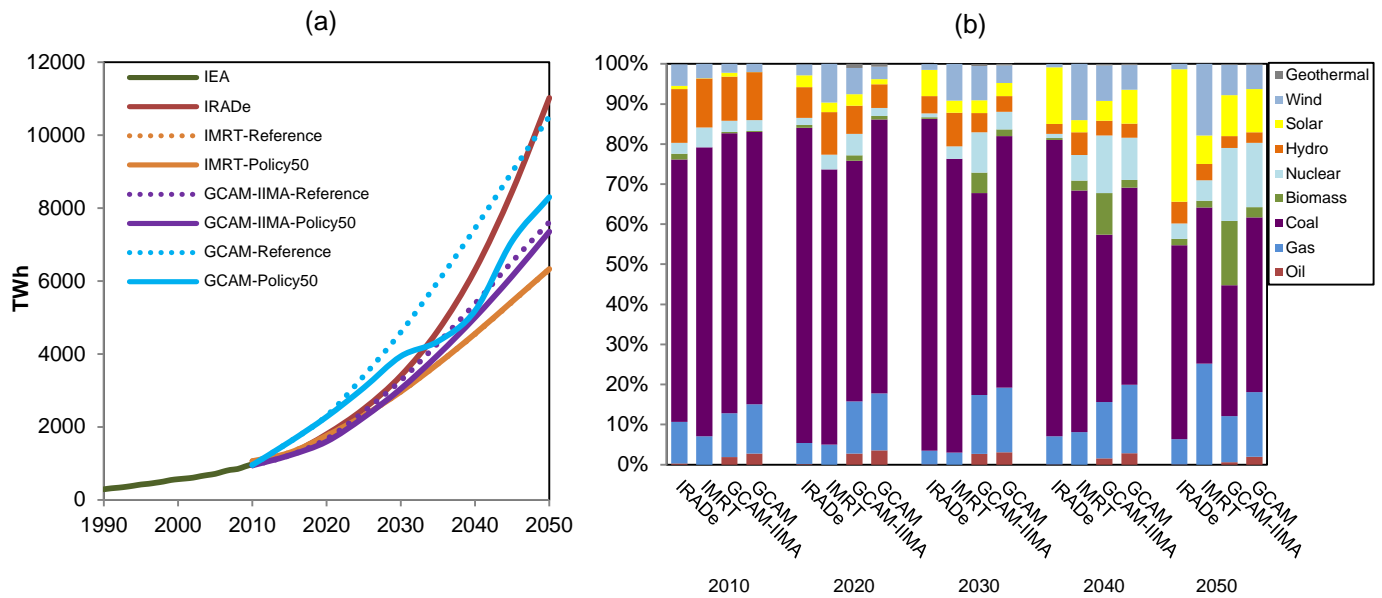 (a)
(b)
12000
10000
8000
6000
4000
2000
0
TWh
1990
2000
2010
2020
2030
2040
2050
IEA
IRADe
IMRT-Reference
IMRT-Policy50
GCAM-IIMA-Reference
GCAM-IIMA-Policy50
GCAM-Reference
GCAM-Policy50
100%
90%
80%
70%
60%
50%
40%
30%
20%
10%
0%
IRADe
IMRT
GCAM-IIMA
GCAM
IRADe
IMRT
GCAM-IIMA
GCAM
IRADe
IMRT
GCAM-IIMA
GCAM
IRADe
IMRT
GCAM-IIMA
GCAM
IRADe
IMRT
GCAM-IIMA
GCAM
2010
2020
2030
2040
2050
Geothermal
Wind
Solar
Hydro
Nuclear
Biomass
Coal
Gas
Oil